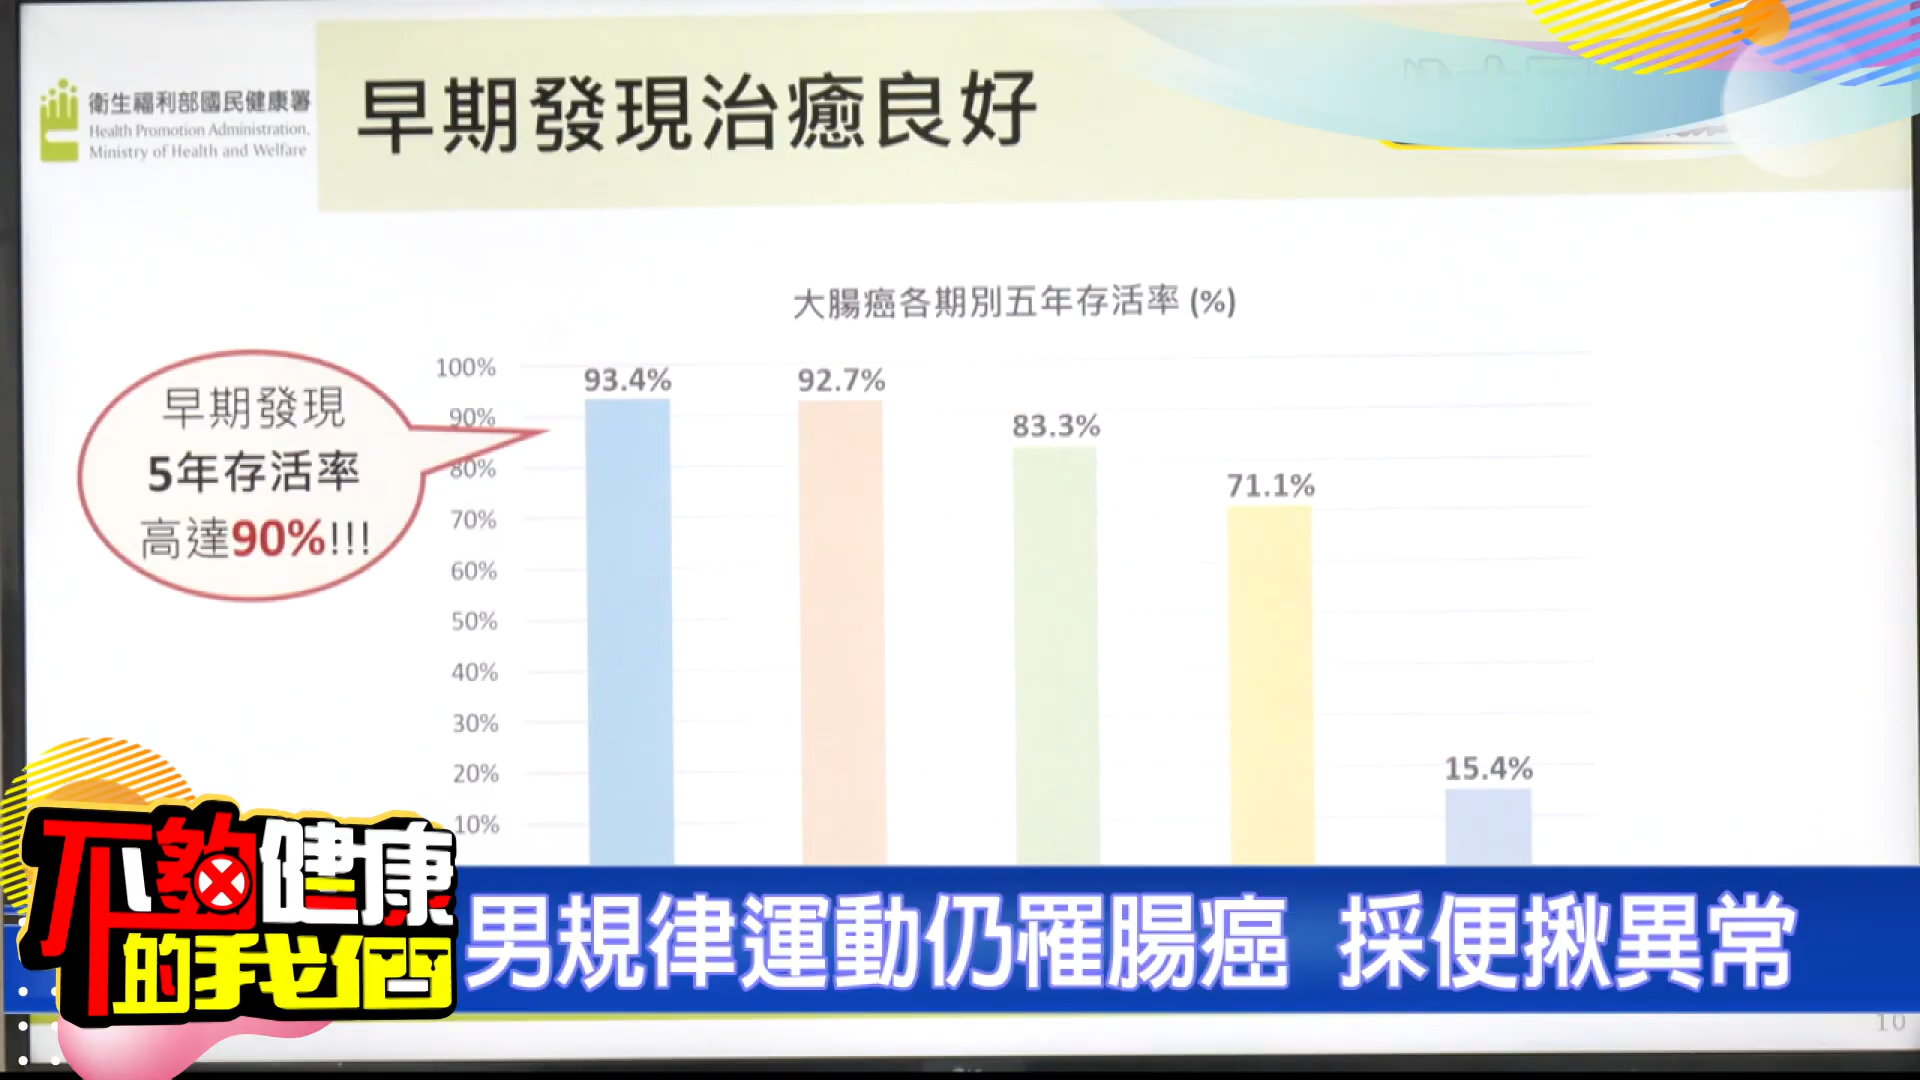 衛生福利部國民健康署
Health Promotion Administration,
Ministry of Health and Welfare
早期發現治癒良好
大腸癌各期別五年存活率 (%)
早期發現
5年存活率
高達90%!!!
100%
90%
80%
70%
60%
50%
40%
30%
20%
10%
93.4%
92.7%
83.3%
71.1%
15.4%
不夠健康
的我個
男規律運動仍罹腸癌 採便揪異常
10